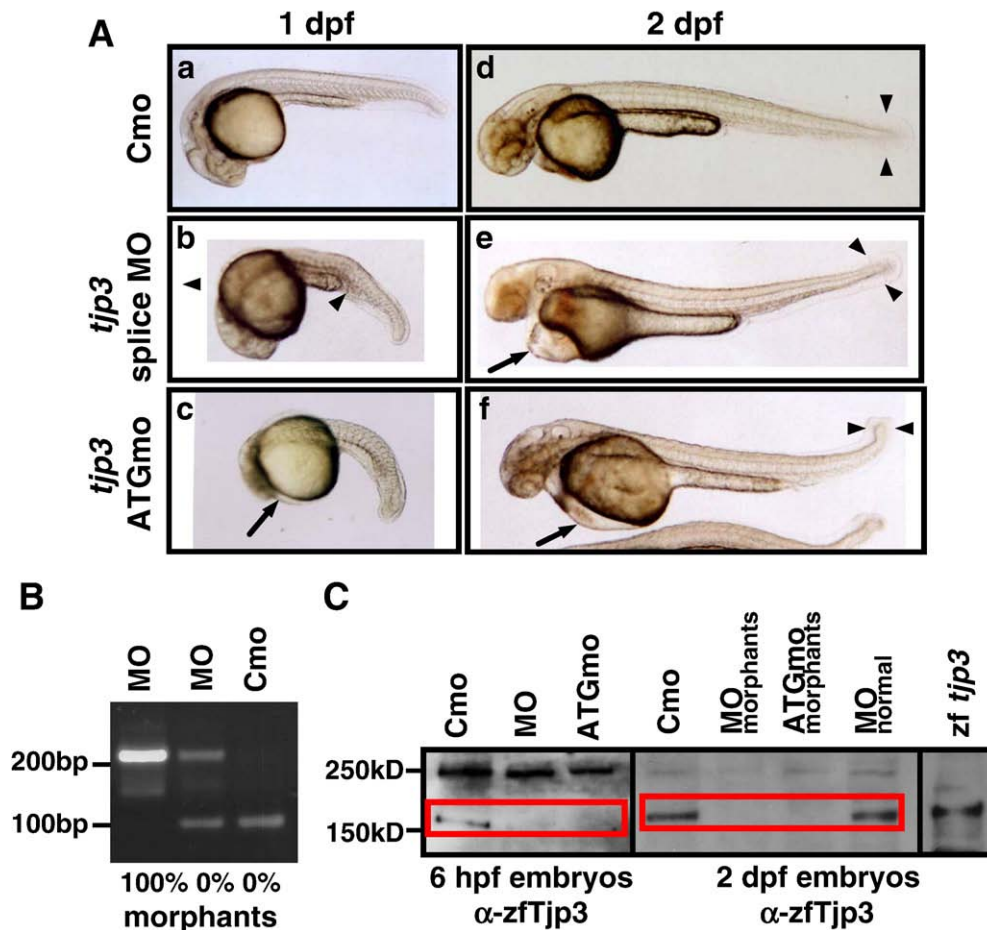 A
1 dpf
2 dpf
Cmo
a
d
tjp3
splice MO
b
e
tjp3
ATGmo
c
f
B
MO
MO
Cmo
200bp
100bp
100% 0% 0%
morphants
C
Cmo
MO
ATGmo
Cmo
MO
morphants
ATGmo
morphants
MO
normal
zf tjp3
250kD
150kD
6 hpf embryos
α-zfTjp3
2 dpf embryos
α-zfTjp3